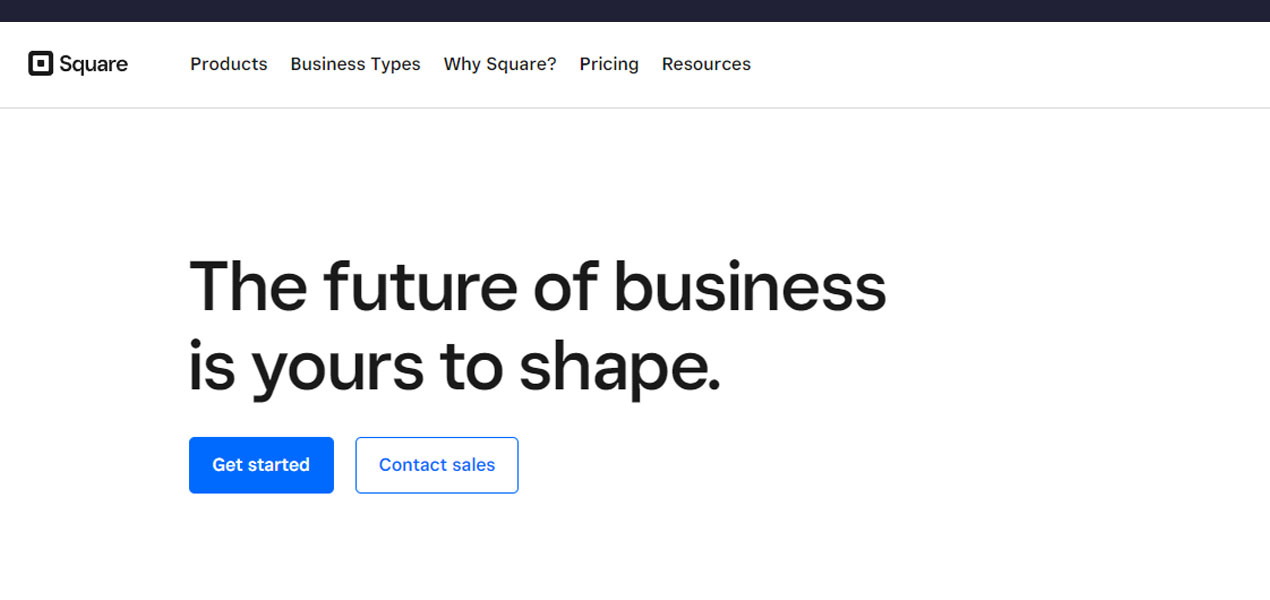 Square
Products Business Types Why Square? Pricing Resources
The future of business
is yours to shape.
Get started Contact sales